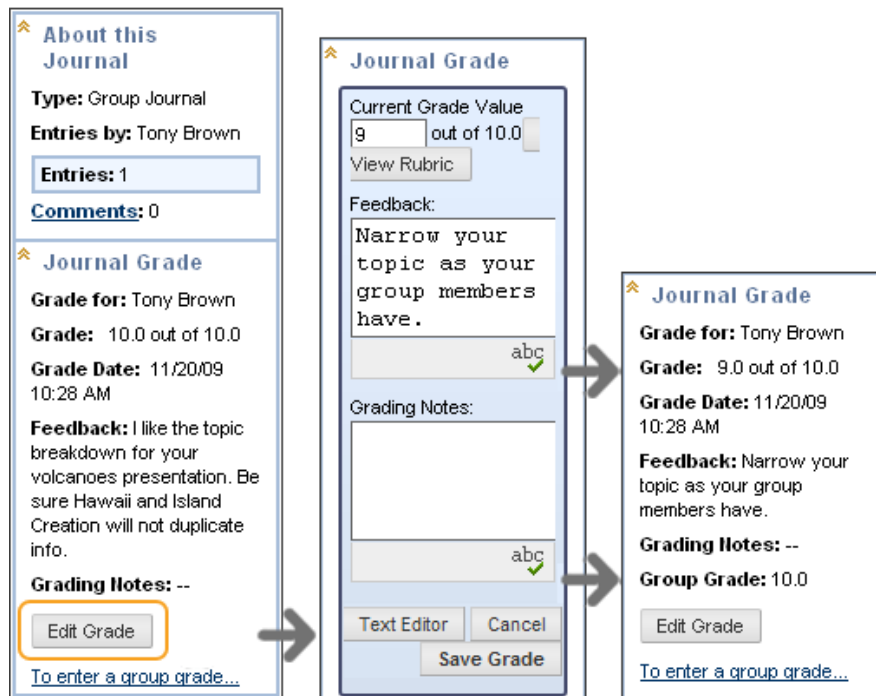 About this
Journal
Type: Group Journal
Entries by: Tony Brown
Entries: 1
Comments: 0
Journal Grade
Grade for: Tony Brown
Grade: 10.0 out of 10.0
Grade Date: 11/20/09
10:28 AM
Feedback: I like the topic
breakdown for your
volcanoes presentation. Be
sure Hawaii and Island
Creation will not duplicate
info.
Grading Notes: --
Edit Grade
To enter a group grade...
Journal Grade
Current Grade Value
9 out of 10.0
View Rubric
Feedback:
Narrow your
topic as your
group members
have.
abc
Grading Notes:
abc
Text Editor Cancel
Save Grade
Journal Grade
Grade for: Tony Brown
Grade: 9.0 out of 10.0
Grade Date: 11/20/09
10:28 AM
Feedback: Narrow your
topic as your group
members have.
Grading Notes: --
Group Grade: 10.0
Edit Grade
To enter a group grade...